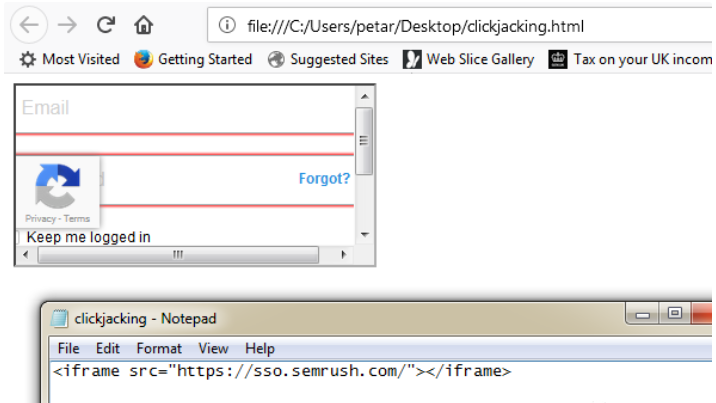 file:///C:/Users/petar/Desktop/clickjacking.html
Most Visited Getting Started Suggested Sites Web Slice Gallery Tax on your UK incom
Email
Forgot?
Privacy - Terms
Keep me logged in
clickjacking - Notepad
File Edit Format View Help
<iframe src="https://sso.semrush.com/"></iframe>